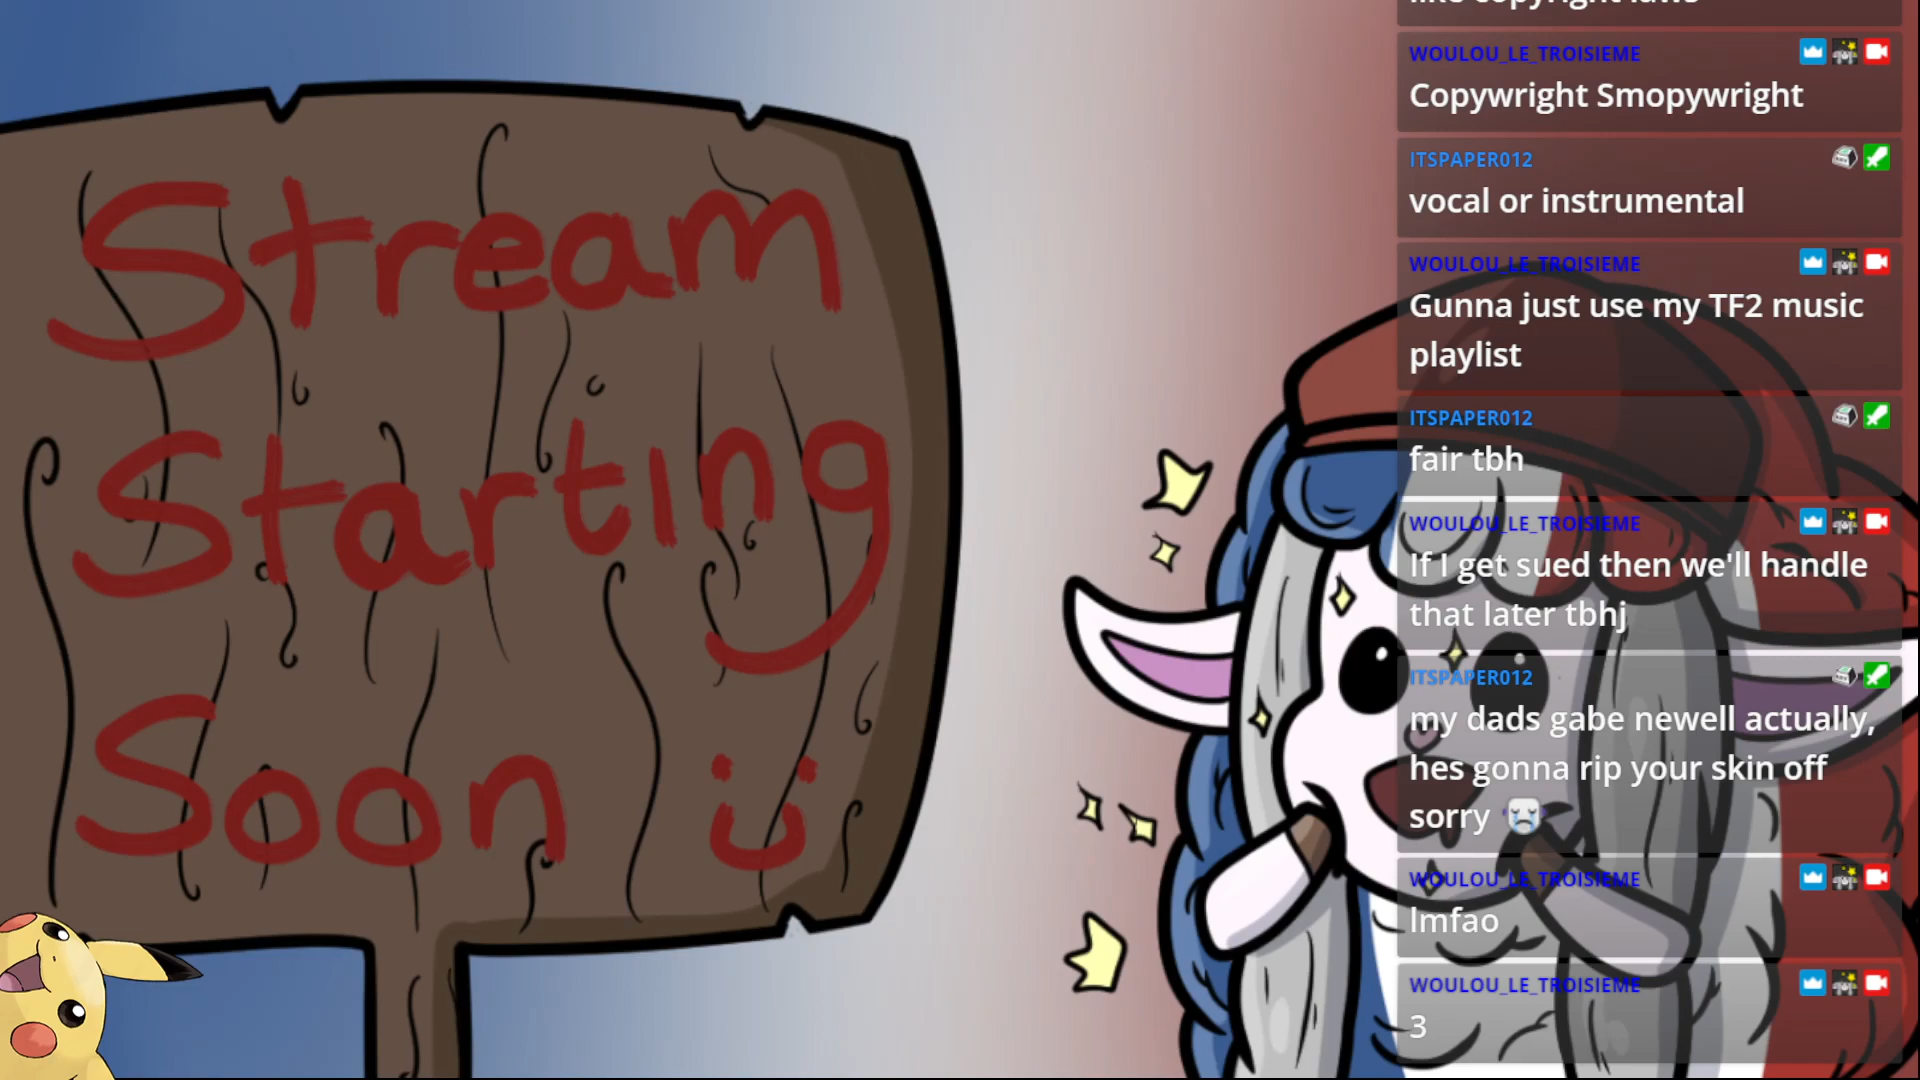 Stream
Starting
Soon :)
WOULOU_LE_TROISIEME
Copywright Smopywright
ITSPAPER012
vocal or instrumental
WOULOU_LE_TROISIEME
Gunna just use my TF2 music
playlist
ITSPAPER012
fair tbh
WOULOU_LE_TROISIEME
If I get sued then we'll handle
that later tbhj
ITSPAPER012
my dads gabe newell actually,
hes gonna rip your skin off
sorry 😢
WOULOU_LE_TROISIEME
lmfao
WOULOU_LE_TROISIEME
3